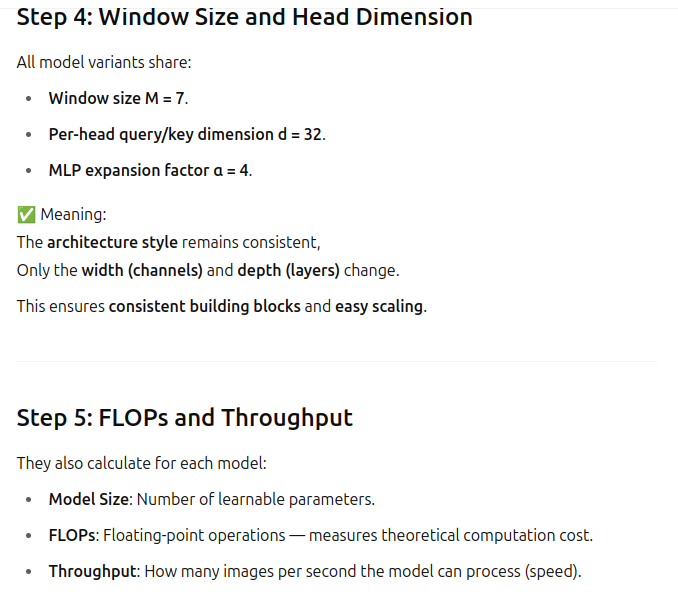 Step 4: Window Size and Head Dimension
All model variants share:
• Window size M = 7.
• Per-head query/key dimension d = 32.
• MLP expansion factor α = 4.
✅ Meaning:
The architecture style remains consistent,
Only the width (channels) and depth (layers) change.
This ensures consistent building blocks and easy scaling.
Step 5: FLOPs and Throughput
They also calculate for each model:
• Model Size: Number of learnable parameters.
• FLOPs: Floating-point operations — measures theoretical computation cost.
• Throughput: How many images per second the model can process (speed).